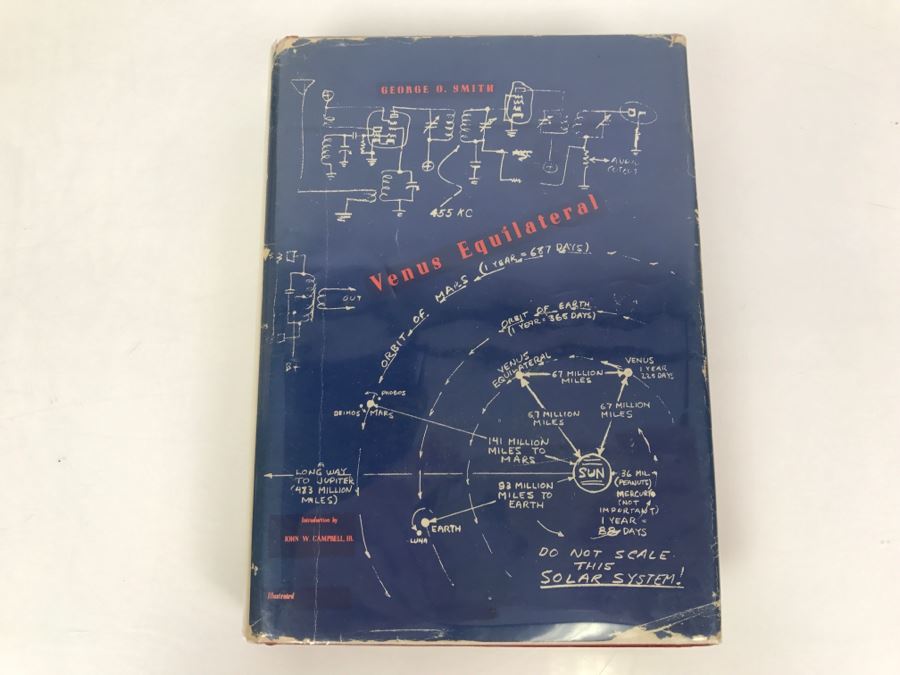 GEORGE O. SMITH
AUDIO
OUTPUT
455 KC
Venus Equilateral
ORBIT OF MARS (1 YEAR = 687 DAYS)
OUT
ORBIT OF EARTH
(1 YEAR = 365 DAYS)
VENUS
EQUILATERAL
67 MILLION
MILES
VENUS
1 YEAR
225 DAYS
PHOBOS
DEIMOS
MARS
67 MILLION
MILES
67 MILLION
MILES
141 MILLION
MILES TO
MARS
LONG WAY
TO JUPITER
(483 MILLION
MILES)
SUN
36 MIL.
(PEANUTS)
MERCURY
(NOT
IMPORTANT)
1 YEAR =
88 DAYS
93 MILLION
MILES TO
EARTH
EARTH
LUNA
Introduction by
JOHN W. CAMPBELL, III.
DO NOT SCALE
THIS
SOLAR SYSTEM!
Illustrated